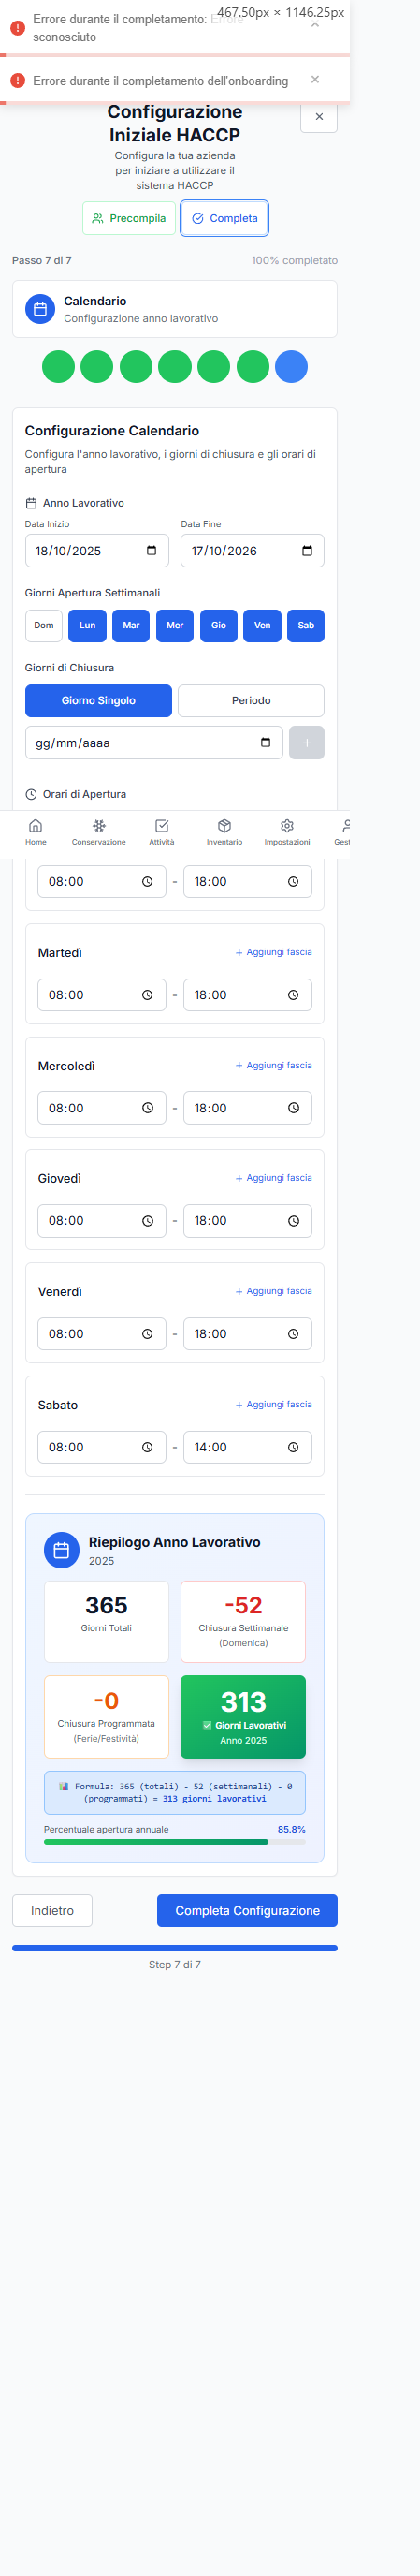 467.50px × 1146.25px
Errore durante il completamento: Errore
sconosciuto
Errore durante il completamento dell'onboarding
Configurazione
Iniziale HACCP
Configura la tua azienda
per iniziare a utilizzare il
sistema HACCP
Precompila
Completa
Passo 7 di 7
100% completato
Calendario
Configurazione anno lavorativo
Configurazione Calendario
Configura l'anno lavorativo, i giorni di chiusura e gli orari di
apertura
Anno Lavorativo
Data Inizio
Data Fine
18/10/2025
17/10/2026
Giorni Apertura Settimanali
Dom Lun Mar Mer Gio Ven Sab
Giorni di Chiusura
Giorno Singolo
Periodo
gg/mm/aaaa
+
Orari di Apertura
Home Conservazione Attività Inventario Impostazioni Gest
08:00 - 18:00
Martedì
+ Aggiungi fascia
08:00 - 18:00
Mercoledì
+ Aggiungi fascia
08:00 - 18:00
Giovedì
+ Aggiungi fascia
08:00 - 18:00
Venerdì
+ Aggiungi fascia
08:00 - 18:00
Sabato
+ Aggiungi fascia
08:00 - 14:00
Riepilogo Anno Lavorativo
2025
365
Giorni Totali
-52
Chiusura Settimanale
(Domenica)
-0
Chiusura Programmata
(Ferie/Festività)
313
✅ Giorni Lavorativi
Anno 2025
📊 Formula: 365 (totali) - 52 (settimanali) - 0
(programmati) = 313 giorni lavorativi
Percentuale apertura annuale
85.8%
Indietro
Completa Configurazione
Step 7 di 7